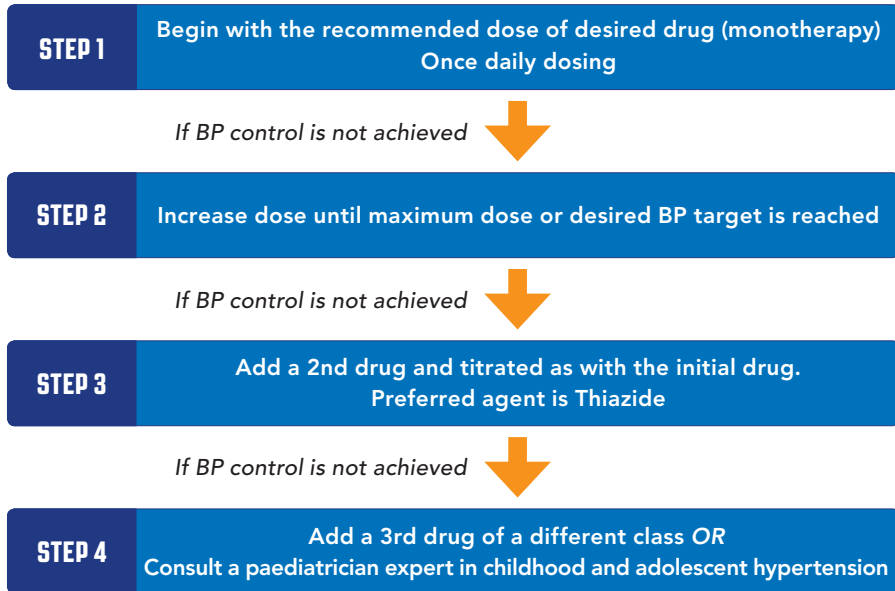 STEP 1
Begin with the recommended dose of desired drug (monotherapy)
Once daily dosing
If BP control is not achieved
STEP 2
Increase dose until maximum dose or desired BP target is reached
If BP control is not achieved
STEP 3
Add a 2nd drug and titrated as with the initial drug.
Preferred agent is Thiazide
If BP control is not achieved
STEP 4
Add a 3rd drug of a different class OR
Consult a paediatrician expert in childhood and adolescent hypertension